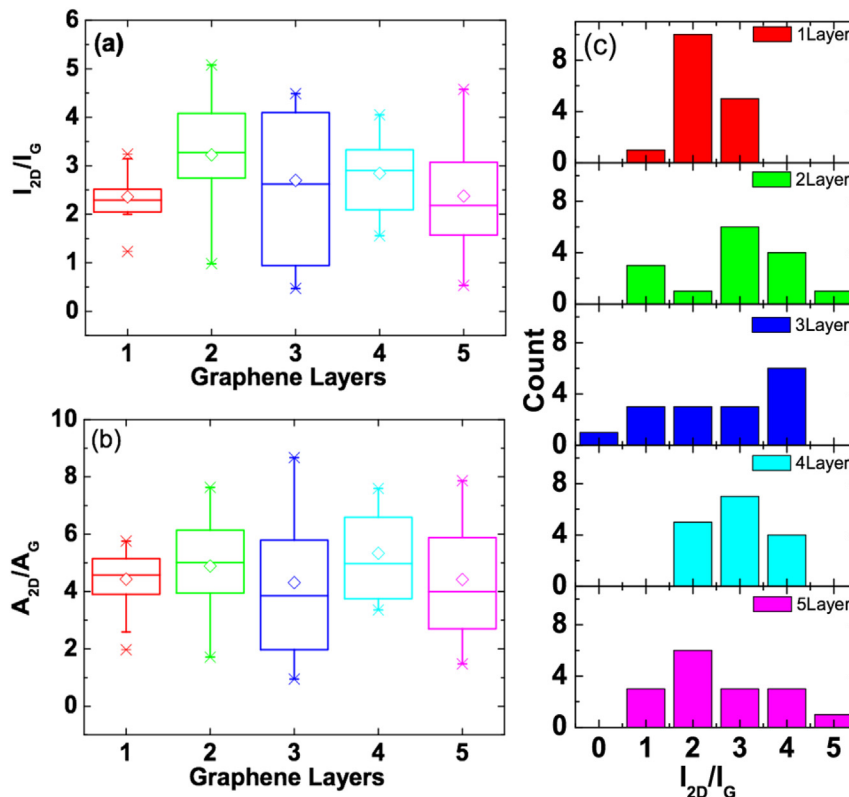 (a)
6
5
4
3
2
1
0
I2D/IG
1 2 3 4 5
Graphene Layers
(b)
10
8
6
4
2
0
A2D/AG
1 2 3 4 5
Graphene Layers
(c)
1Layer
8
4
0
2Layer
8
4
0
3Layer
8
4
0
4Layer
8
4
0
5Layer
8
4
0
Count
0 1 2 3 4 5
I2D/IG